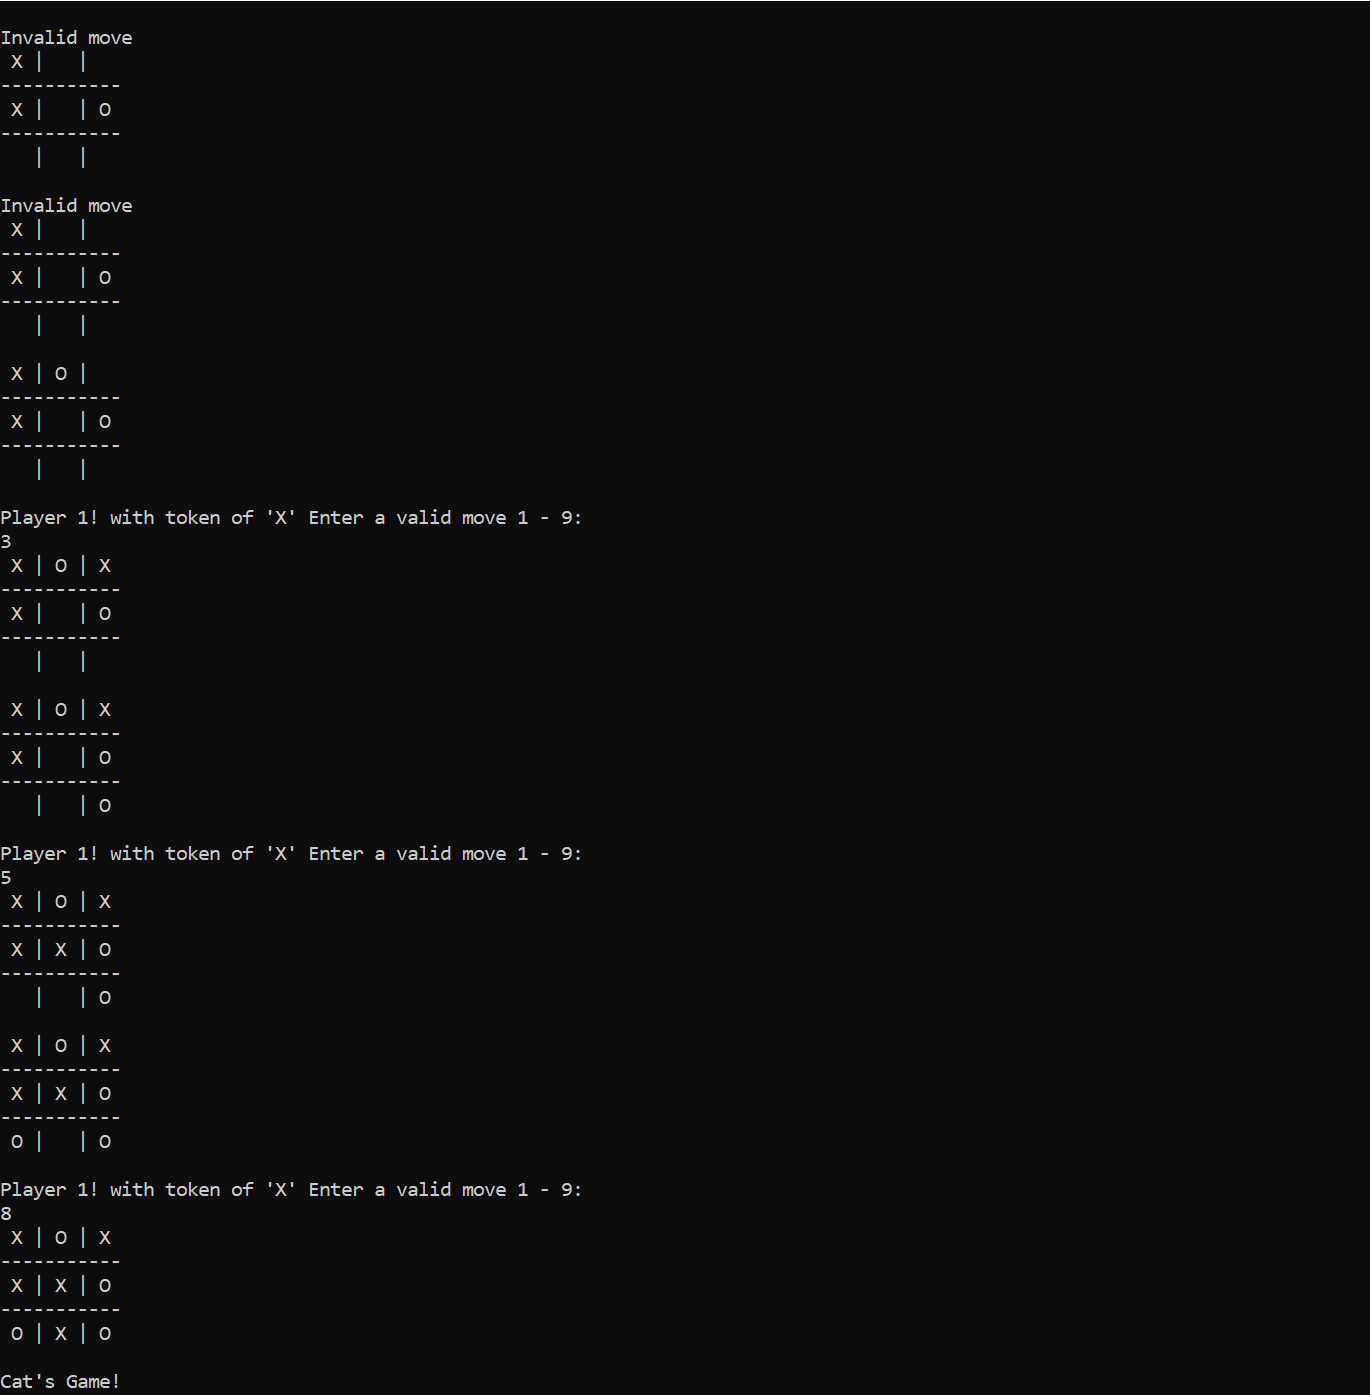 Invalid move
 X |   |
-----------
 X |   | O
-----------
   |   |

Invalid move
 X |   |
-----------
 X |   | O
-----------
   |   |

 X | O |
-----------
 X |   | O
-----------
   |   |

Player 1! with token of 'X' Enter a valid move 1 - 9:
3
 X | O | X
-----------
 X |   | O
-----------
   |   |

 X | O | X
-----------
 X |   | O
-----------
   |   | O

Player 1! with token of 'X' Enter a valid move 1 - 9:
5
 X | O | X
-----------
 X | X | O
-----------
   |   | O

 X | O | X
-----------
 X | X | O
-----------
 O |   | O

Player 1! with token of 'X' Enter a valid move 1 - 9:
8
 X | O | X
-----------
 X | X | O
-----------
 O | X | O

Cat's Game!